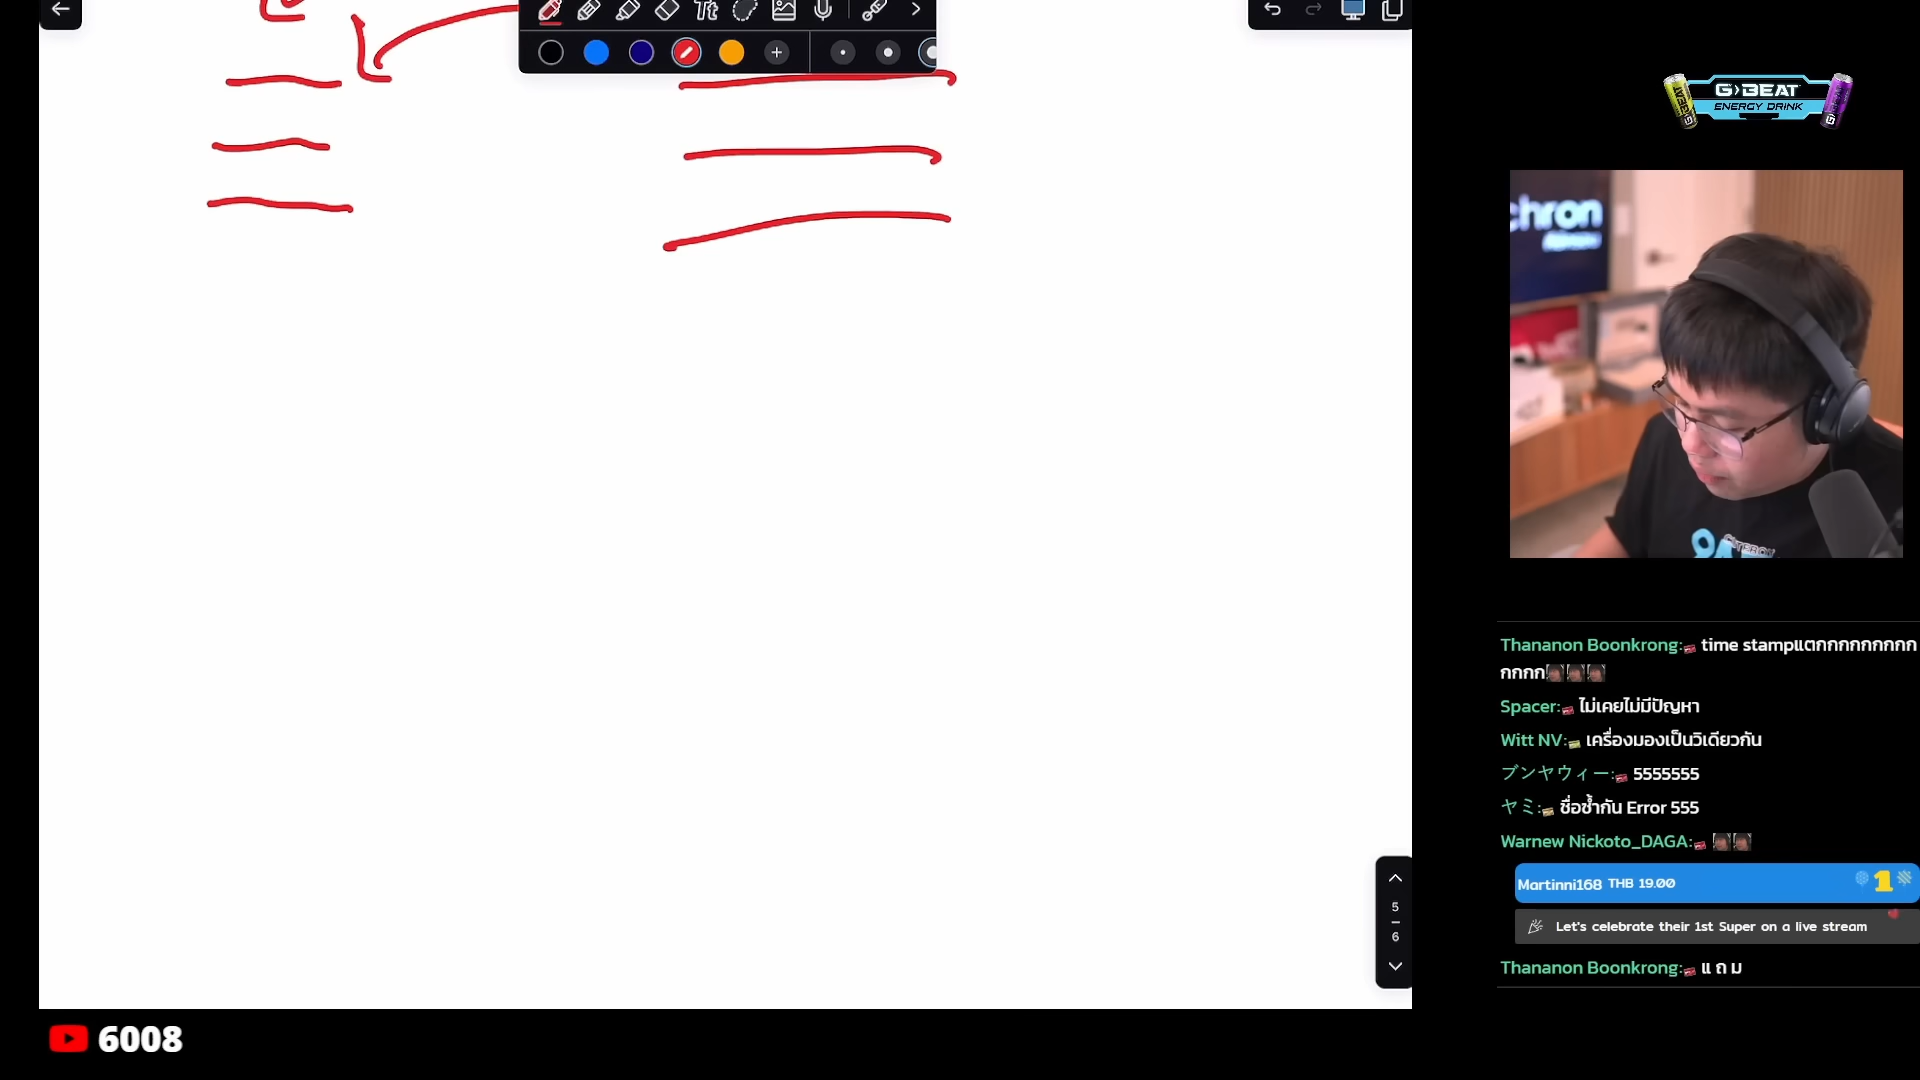 Tt
G›BEAT
ENERGY DRINK
chron
Thananon Boonkrong: time stampแตกกกกกกกกก
กกกก
Spacer: ไม่เคยไม่มีปัญหา
Witt NV: เครื่องมองเป็นวิเดียวกัน
ブンヤウィー: 5555555
ヤミ: ชื่อซ้ำกัน Error 555
Warnew Nickoto_DAGA:
Martinni168 THB 19.00
1
Let's celebrate their 1st Super on a live stream
Thananon Boonkrong: แ ถ ม
5
6
6008